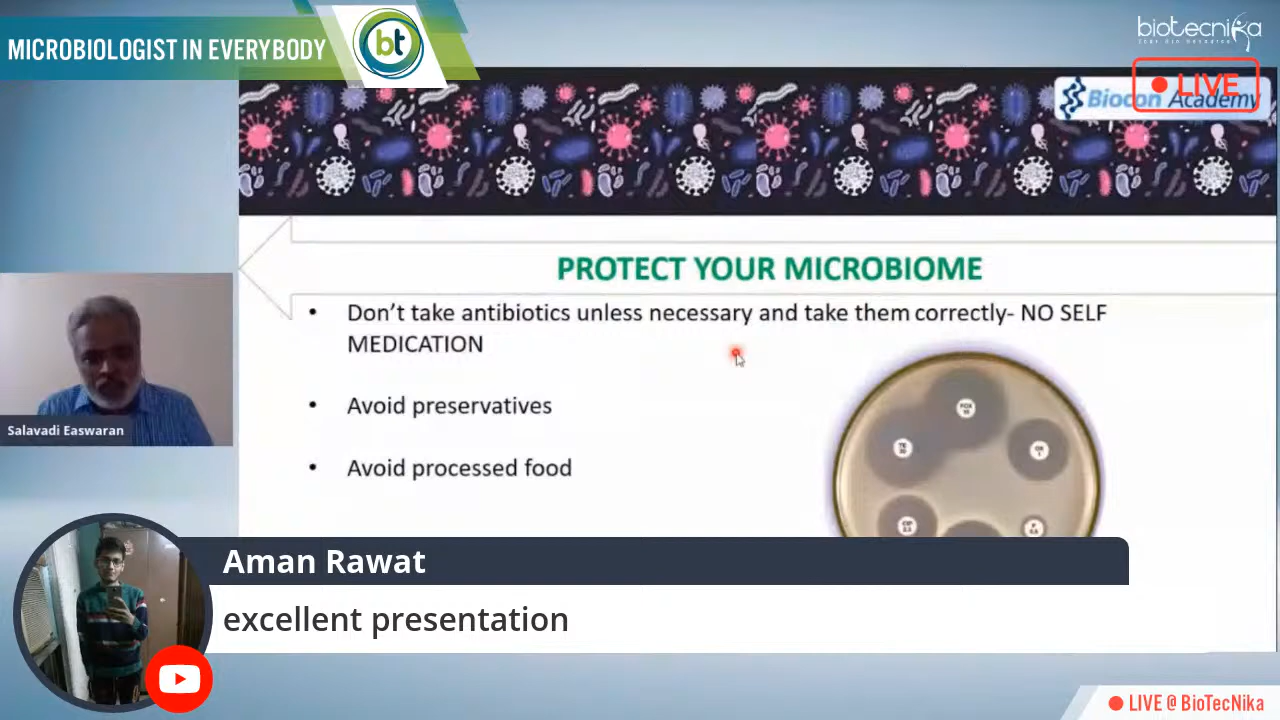 MICROBIOLOGIST IN EVERYBODY
bt
biotecnika
LIVE
Biocon Academy
PROTECT YOUR MICROBIOME
• Don’t take antibiotics unless necessary and take them correctly- NO SELF
MEDICATION
• Avoid preservatives
• Avoid processed food
Salavadi Easwaran
Aman Rawat
excellent presentation
LIVE @ BioTecNika